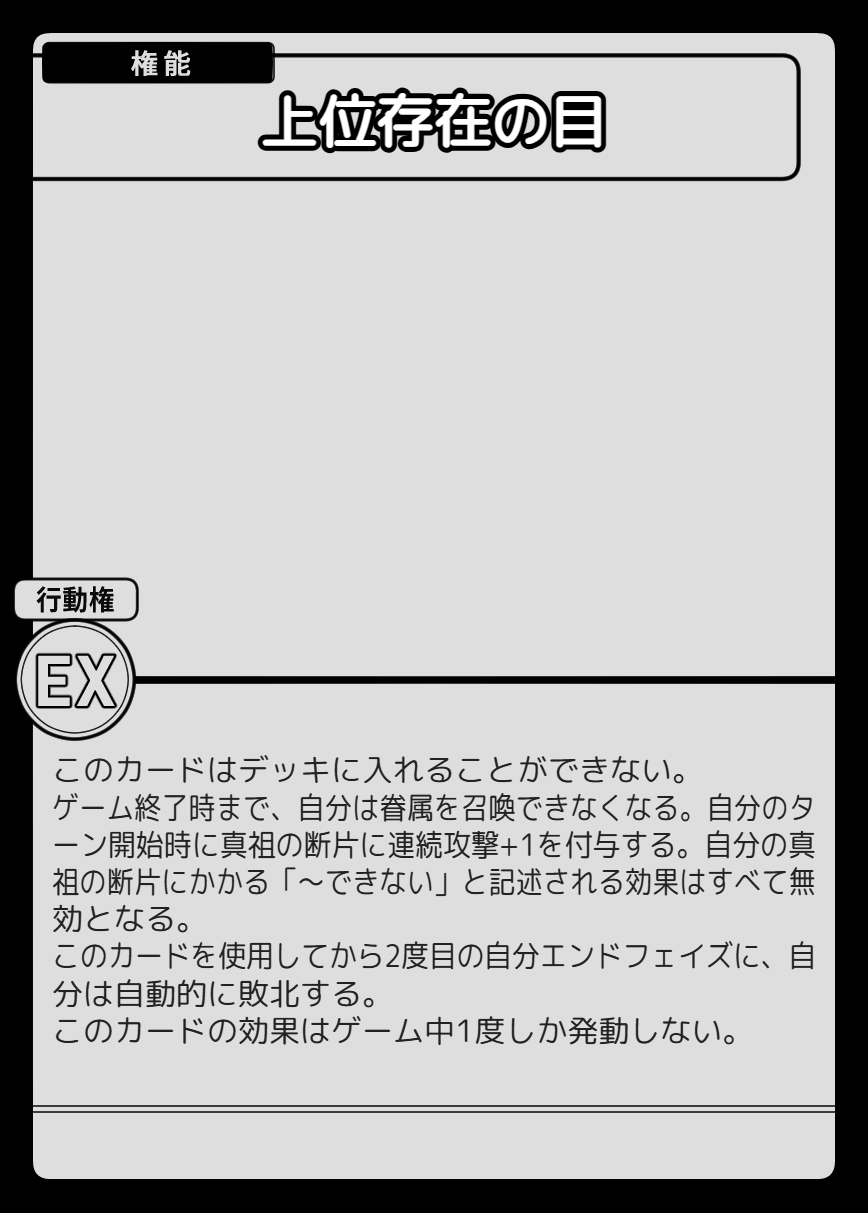 権能
上位存在の目
行動権
EX
このカードはデッキに入れることができない。
ゲーム終了時まで、自分は眷属を召喚できなくなる。自分のタ
ーン開始時に真祖の断片に連続攻撃+1を付与する。自分の真
祖の断片にかかる「〜できない」と記述される効果はすべて無
効となる。
このカードを使用してから2度目の自分エンドフェイズに、自
分は自動的に敗北する。
このカードの効果はゲーム中1度しか発動しない。